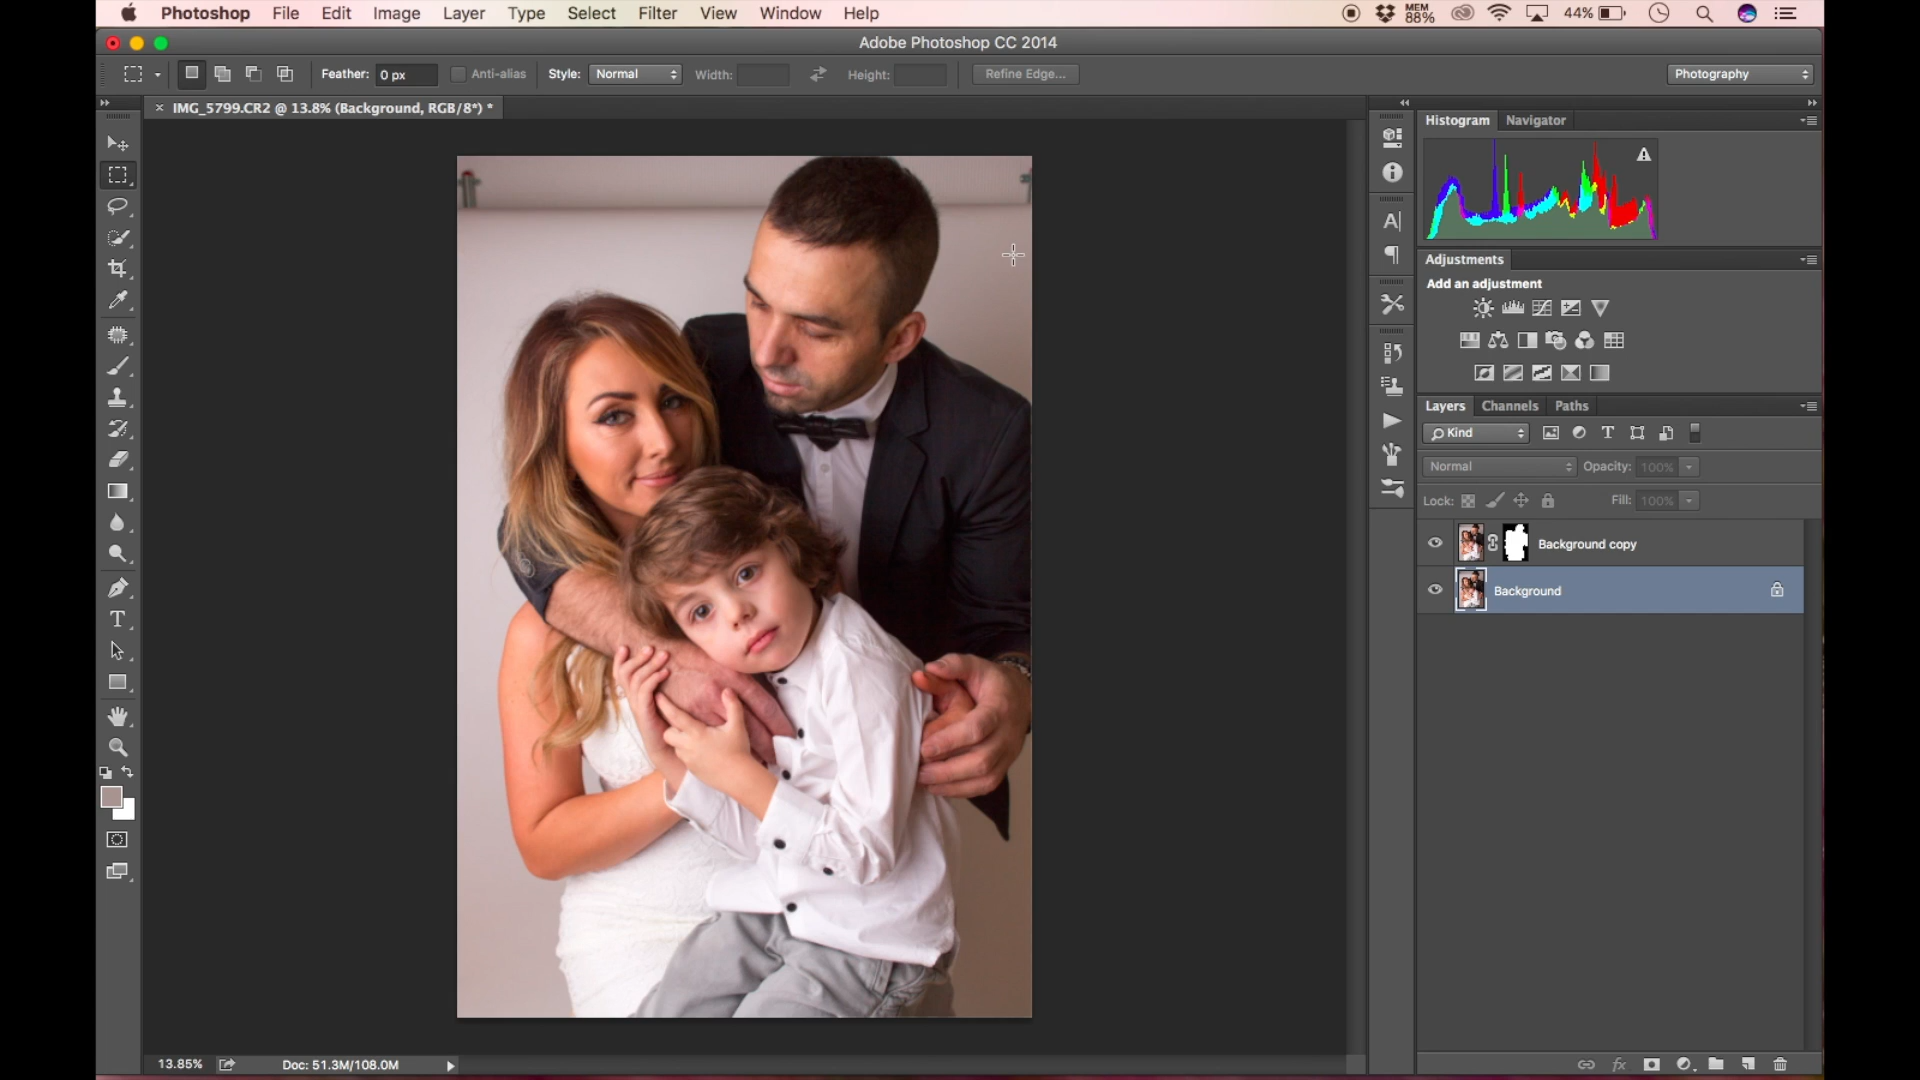 Photoshop File Edit Image Layer Type Select Filter View Window Help MEM 88% 44%
Adobe Photoshop CC 2014
Feather: 0 px Anti-alias Style: Normal Width: Height: Refine Edge... Photography
× IMG_5799.CR2 @ 13.8% (Background, RGB/8*) *
Histogram Navigator
Adjustments
Add an adjustment
Layers Channels Paths
Kind
Normal Opacity: 100%
Lock: Fill: 100%
Background copy
Background
13.85% Doc: 51.3M/108.0M